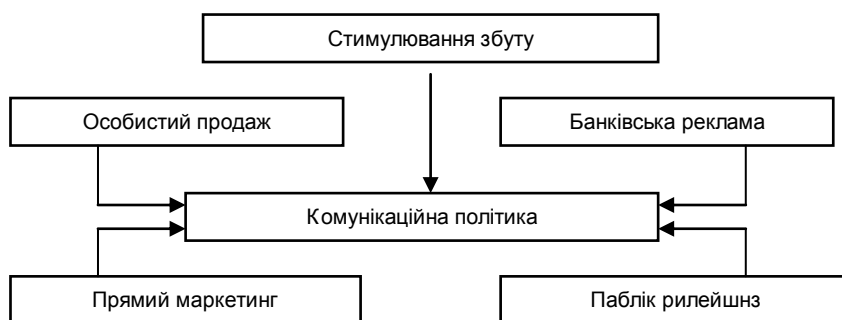 Стимулювання збуту
Особистий продаж
Банківська реклама
Комунікаційна політика
Прямий маркетинг
Паблік рилейшнз